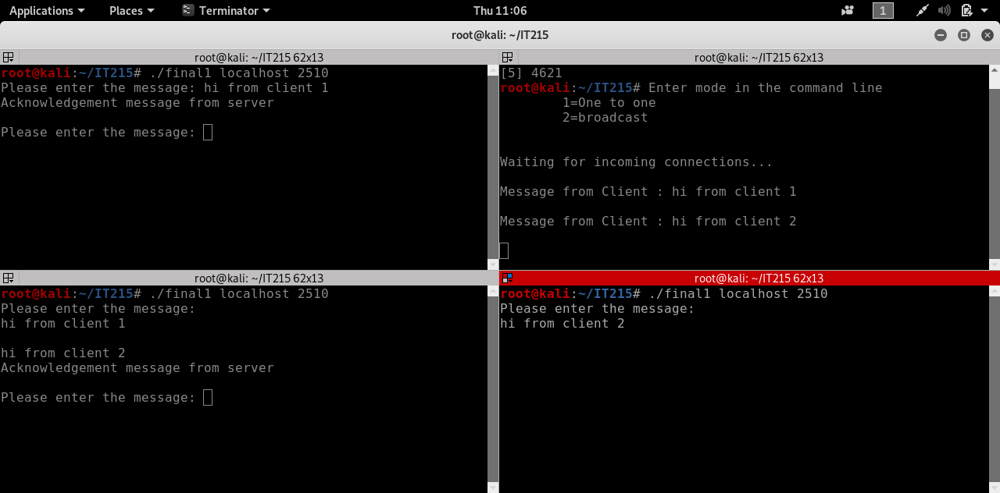 Applications Places Terminator Thu 11:06 1
root@kali: ~/IT215
root@kali: ~/IT215 62x13
root@kali:~/IT215# ./final1 localhost 2510
Please enter the message: hi from client 1
Acknowledgement message from server
Please enter the message:
root@kali: ~/IT215 62x13
[5] 4621
root@kali:~/IT215# Enter mode in the command line
1=One to one
2=broadcast
Waiting for incoming connections...
Message from Client : hi from client 1
Message from Client : hi from client 2
root@kali: ~/IT215 62x13
root@kali:~/IT215# ./final1 localhost 2510
Please enter the message:
hi from client 1
hi from client 2
Acknowledgement message from server
Please enter the message:
root@kali: ~/IT215 62x13
root@kali:~/IT215# ./final1 localhost 2510
Please enter the message:
hi from client 2